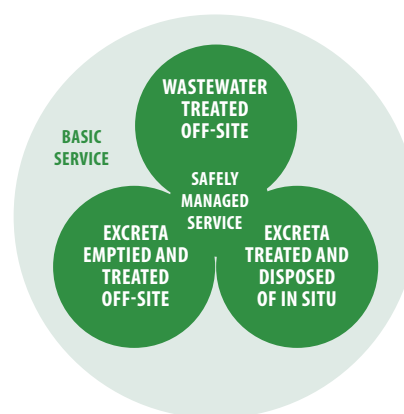 WASTEWATER
TREATED
OFF-SITE
BASIC
SERVICE
SAFELY
MANAGED
SERVICE
EXCRETA
EMPTIED AND
TREATED
OFF-SITE
EXCRETA
TREATED AND
DISPOSED
OF IN SITU